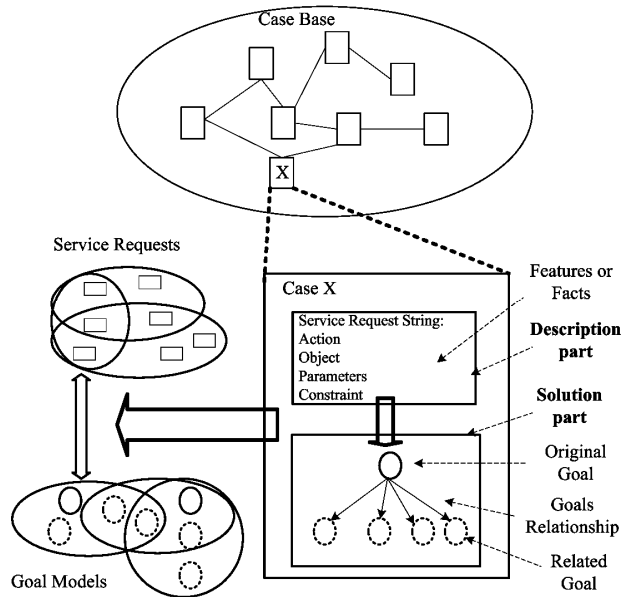 Case Base
X
Service Requests
Case X
Service Request String:
Action
Object
Parameters
Constraint
Features or
Facts
Description
part
Solution
part
Original
Goal
Goals
Relationship
Related
Goal
Goal Models